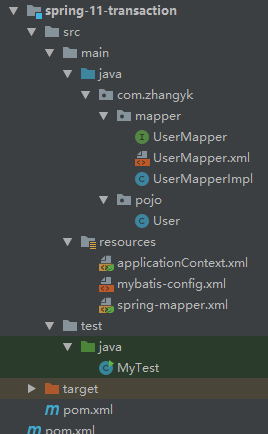 spring-11-transaction
src
main
java
com.zhangyk
mapper
UserMapper
UserMapper.xml
UserMapperImpl
pojo
User
resources
applicationContext.xml
mybatis-config.xml
spring-mapper.xml
test
java
MyTest
target
pom.xml
pom.xml